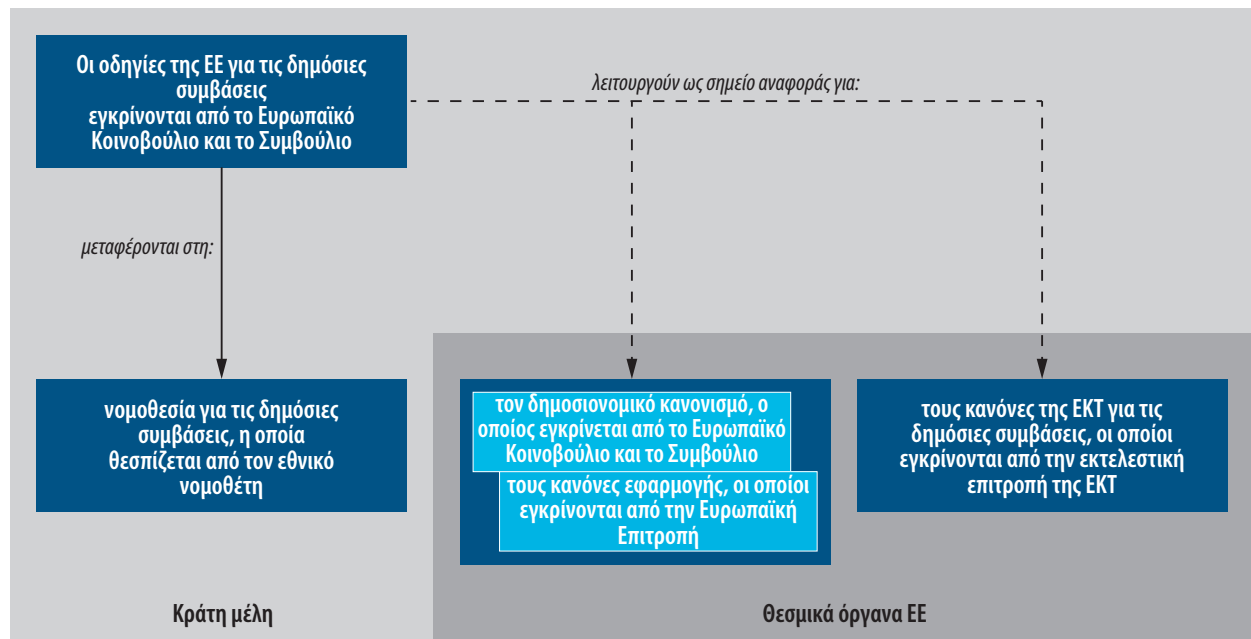 Οι οδηγίες της ΕΕ για τις δημόσιες
συμβάσεις
εγκρίνονται από το Ευρωπαϊκό
Κοινοβούλιο και το Συμβούλιο
λειτουργούν ως σημείο αναφοράς για:
μεταφέρονται στη:
νομοθεσία για τις δημόσιες
συμβάσεις, η οποία
θεσπίζεται από τον εθνικό
νομοθέτη
τον δημοσιονομικό κανονισμό, ο
οποίος εγκρίνεται από το Ευρωπαϊκό
Κοινοβούλιο και το Συμβούλιο
τους κανόνες εφαρμογής, οι οποίοι
εγκρίνονται από την Ευρωπαϊκή
Επιτροπή
τους κανόνες της ΕΚΤ για τις
δημόσιες συμβάσεις, οι οποίοι
εγκρίνονται από την εκτελεστική
επιτροπή της ΕΚΤ
Κράτη μέλη
Θεσμικά όργανα ΕΕ